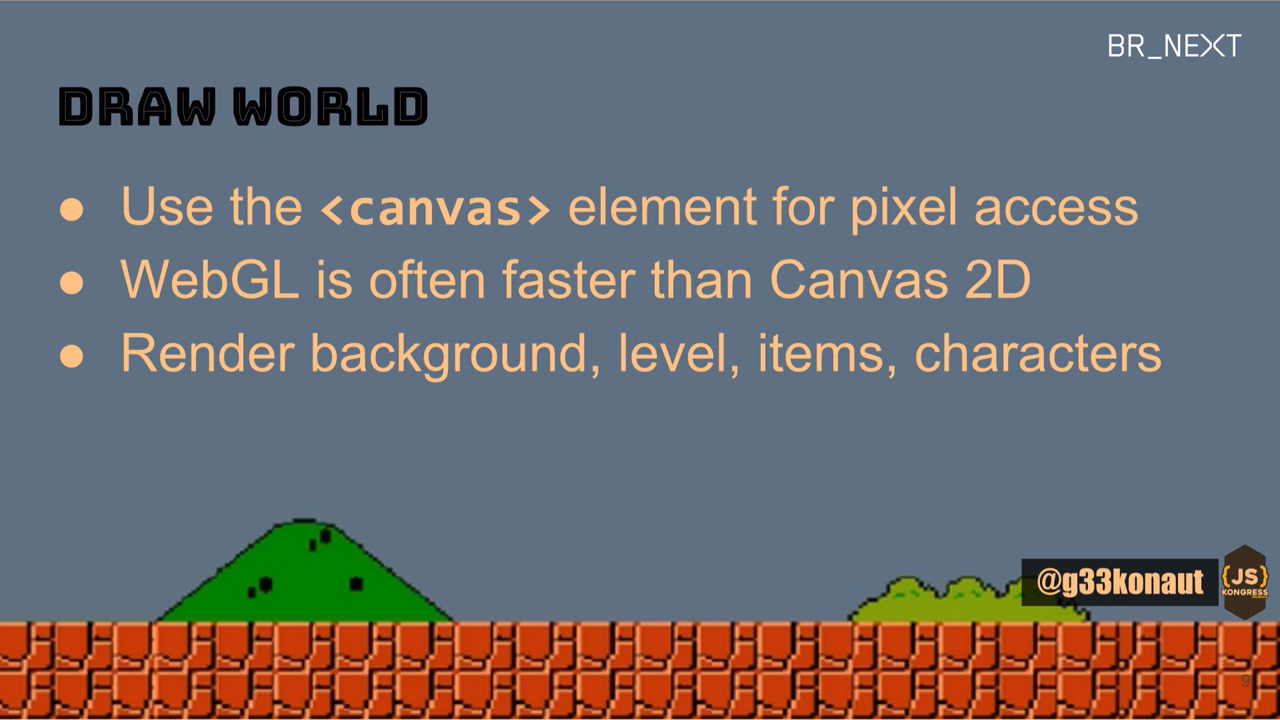 BR_NEXT
DRAW WORLD
● Use the <canvas> element for pixel access
● WebGL is often faster than Canvas 2D
● Render background, level, items, characters
@g33konaut
{JS}
KONGRESS
9